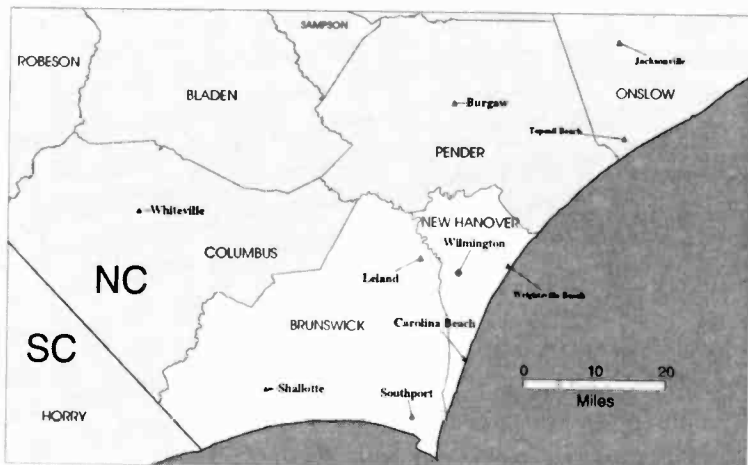 SAMPSON
ROBESON
Jacksonville
BLADEN
ONSLOW
Burgaw
Topsail Beach
PENDER
Whiteville
NEW HANOVER
Wilmington
COLUMBUS
NC
Leland
Wrightsville Beach
BRUNSWICK
Carolina Beach
SC
0 10 20
Miles
Shallotte
Southport
HORRY